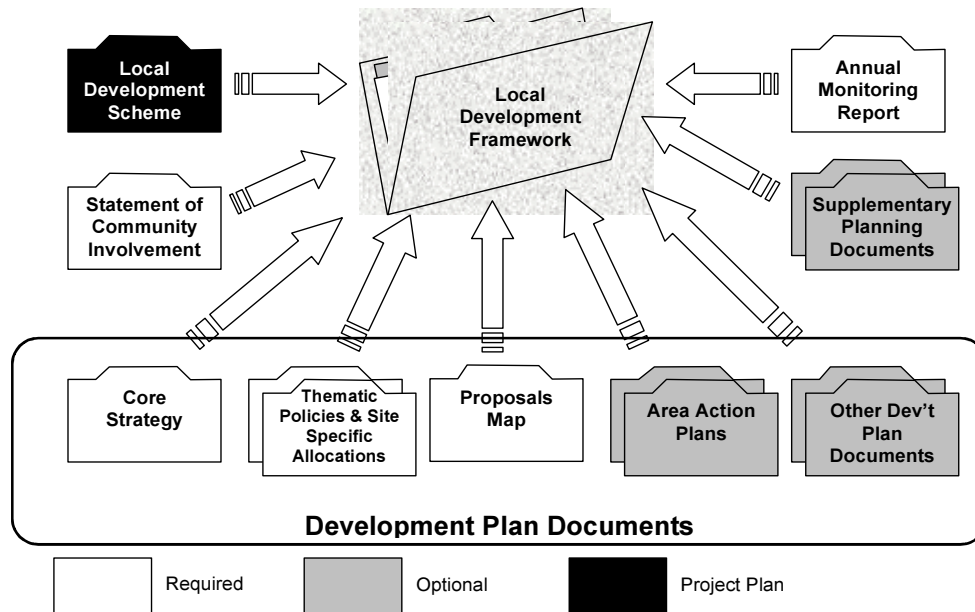 Local
Development
Scheme
Local
Development
Framework
Annual
Monitoring
Report
Statement of
Community
Involvement
Supplementary
Planning
Documents
Core
Strategy
Thematic
Policies & Site
Specific
Allocations
Proposals
Map
Area Action
Plans
Other Dev't
Plan
Documents
Development Plan Documents
Required
Optional
Project Plan